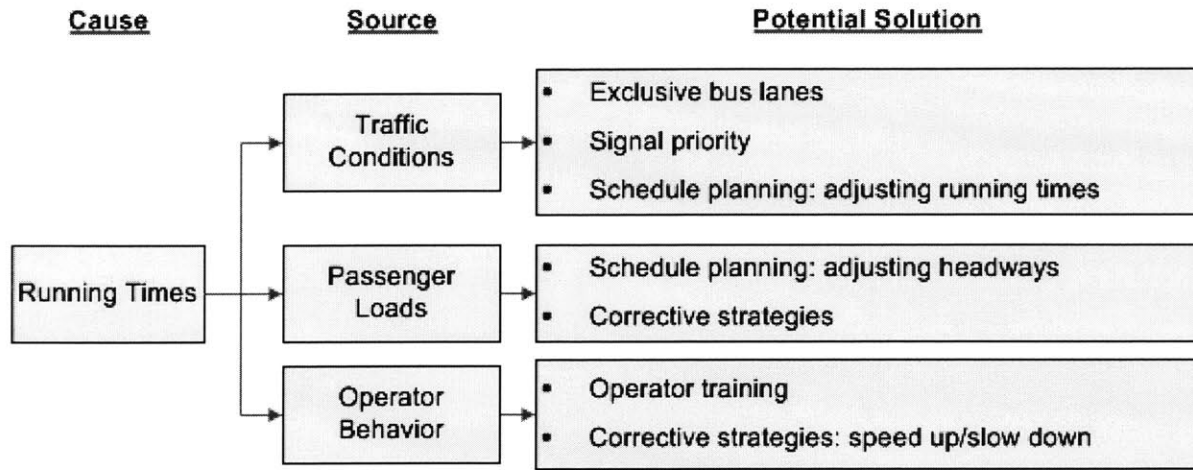 Cause Source Potential Solution
Traffic
Conditions
▪ Exclusive bus lanes
▪ Signal priority
▪ Schedule planning: adjusting running times
Running Times
Passenger
Loads
▪ Schedule planning: adjusting headways
▪ Corrective strategies
Operator
Behavior
▪ Operator training
▪ Corrective strategies: speed up/slow down